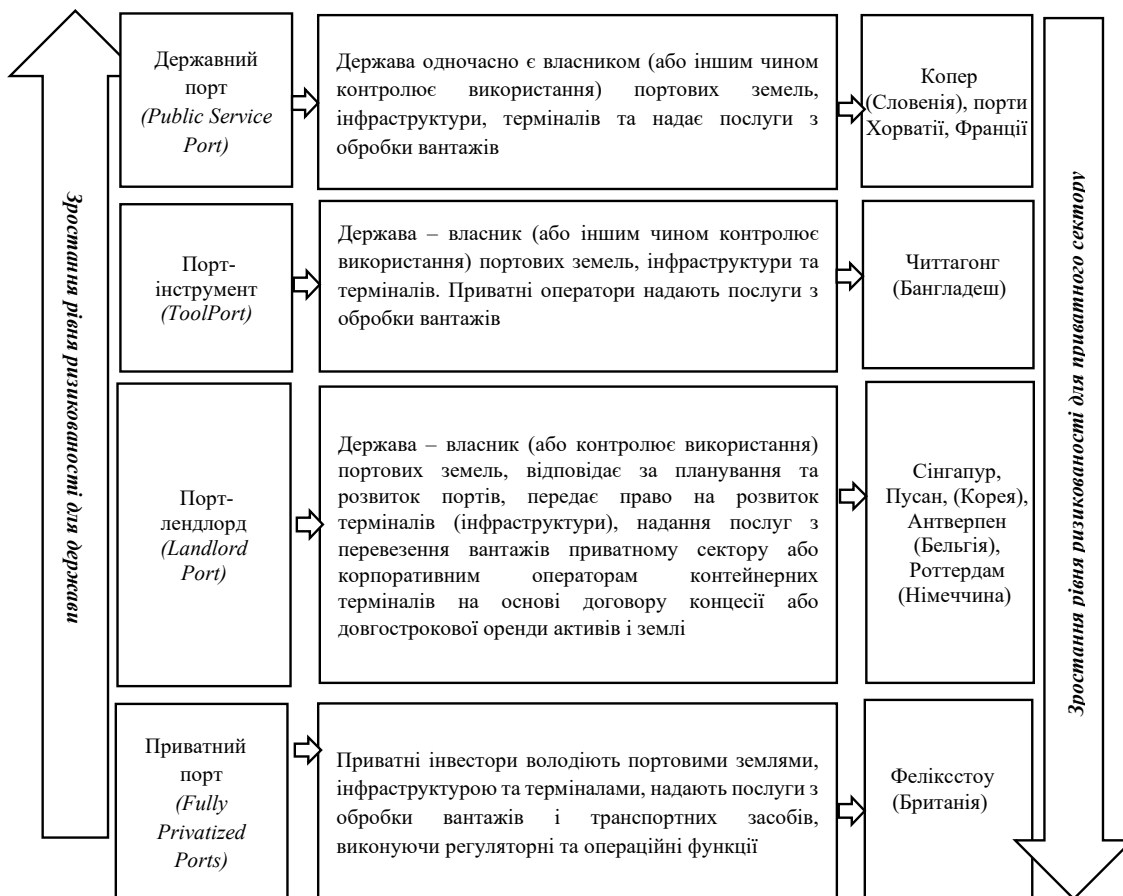 Зростання рівня ризикованості для держави
Державний
порт
(Public Service
Port)
Держава одночасно є власником (або іншим чином
контролює використання) портових земель,
інфраструктури, терміналів та надає послуги з
обробки вантажів
Копер
(Словенія), порти
Хорватії, Франції
Порт-
інструмент
(ToolPort)
Держава – власник (або іншим чином контролює
використання) портових земель, інфраструктури та
терміналів. Приватні оператори надають послуги з
обробки вантажів
Читтагонг
(Бангладеш)
Порт-
лендлорд
(Landlord
Port)
Держава – власник (або контролює використання)
портових земель, відповідає за планування та
розвиток портів, передає право на розвиток
терміналів (інфраструктури), надання послуг з
перевезення вантажів приватному сектору або
корпоративним операторам контейнерних
терміналів на основі договору концесії або
довгострокової оренди активів і землі
Сінгапур,
Пусан, (Корея),
Антверпен
(Бельгія),
Роттердам
(Німеччина)
Приватний
порт
(Fully
Privatized
Ports)
Приватні інвестори володіють портовими землями,
інфраструктурою та терміналами, надають послуги з
обробки вантажів і транспортних засобів,
виконуючи регуляторні та операційні функції
Феліксстоу
(Британія)
Зростання рівня ризикованості для приватного сектору